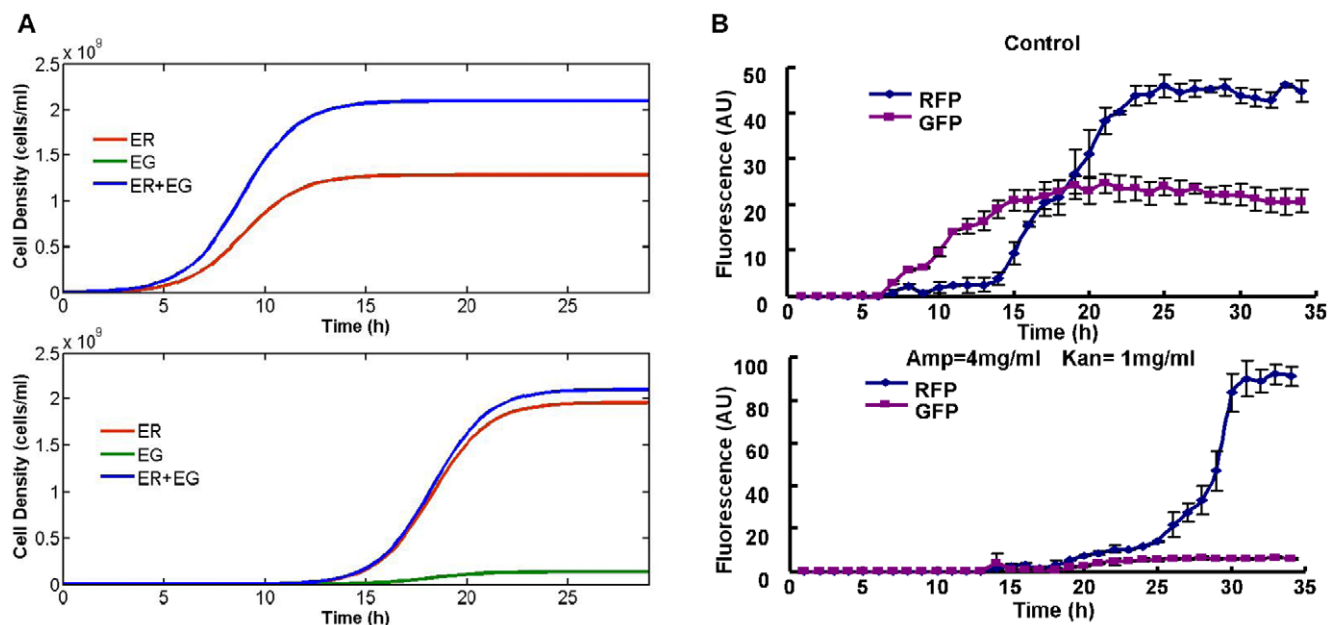 A
x 10^9
2.5
2
1.5
1
0.5
0
Cell Density (cells/ml)
ER
EG
ER+EG
0 5 10 15 20 25
Time (h)
x 10^9
2.5
2
1.5
1
0.5
0
Cell Density (cells/ml)
ER
EG
ER+EG
0 5 10 15 20 25
Time (h)
B
Control
50
40
30
20
10
0
Fluorescence (AU)
RFP
GFP
0 5 10 15 20 25 30 35
Time (h)
Amp=4mg/ml Kan= 1mg/ml
100
80
60
40
20
0
Fluorescence (AU)
RFP
GFP
0 5 10 15 20 25 30 35
Time (h)